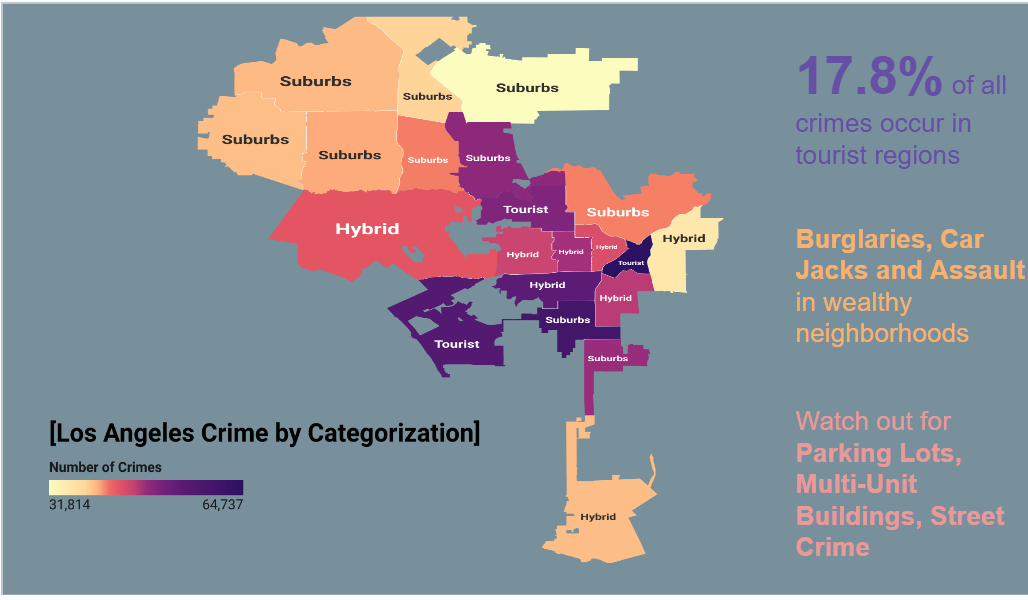 Suburbs
Suburbs
Suburbs
Suburbs
Suburbs
Suburbs
Suburbs
Tourist
Suburbs
Hybrid
Hybrid
Hybrid
Hybrid
Hybrid
Tourist
Hybrid
Hybrid
Suburbs
Tourist
Suburbs
Hybrid
[Los Angeles Crime by Categorization]
Number of Crimes
31,814 64,737
17.8% of all
crimes occur in
tourist regions
Burglaries, Car
Jacks and Assault
in wealthy
neighborhoods
Watch out for
Parking Lots,
Multi-Unit
Buildings, Street
Crime